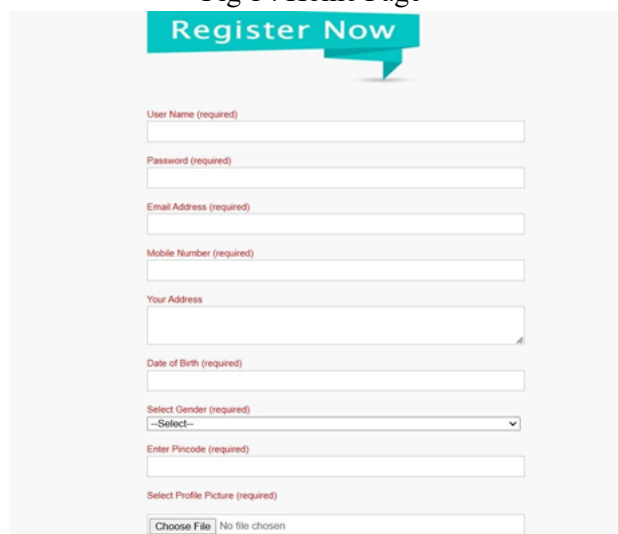 Register Now
User Name (required)
Password (required)
Email Address (required)
Mobile Number (required)
Your Address
Date of Birth (required)
Select Gender (required)
--Select--
Enter Pincode (required)
Select Profile Picture (required)
Choose File No file chosen